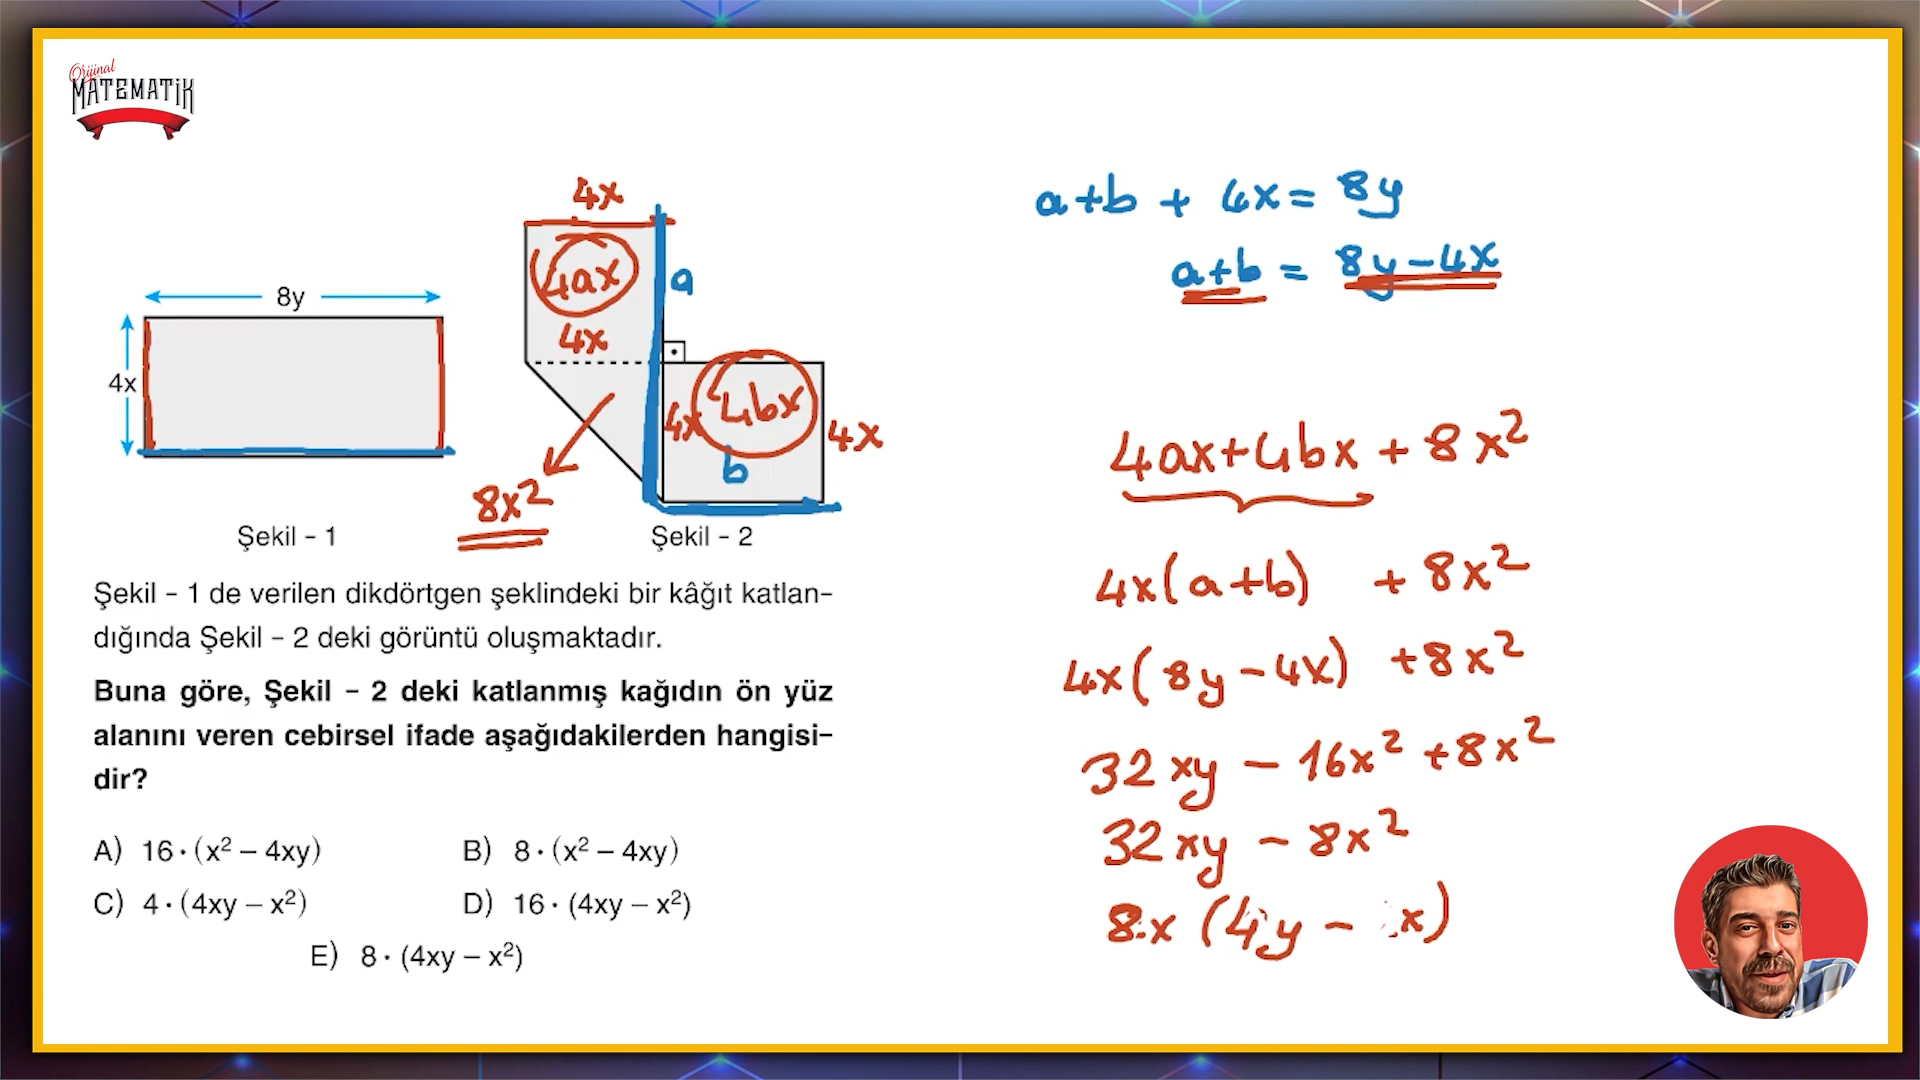 Orijinal
MATEMATİK
8y
4x
Şekil - 1
4x
4ax
a
4x
4x
4bx
4x
b
8x²
Şekil - 2
Şekil - 1 de verilen dikdörtgen şeklindeki bir kâğıt katlan-
dığında Şekil - 2 deki görüntü oluşmaktadır.
Buna göre, Şekil - 2 deki katlanmış kağıdın ön yüz
alanını veren cebirsel ifade aşağıdakilerden hangisi-
dir?
A) 16·(x² – 4xy)
B) 8·(x² – 4xy)
C) 4·(4xy – x²)
D) 16·(4xy – x²)
E) 8·(4xy – x²)
a+b + 4x = 8y
a+b = 8y-4x
4ax+4bx + 8x²
4x(a+b) + 8x²
4x(8y-4x) +8x²
32xy - 16x² +8x²
32xy - 8x²
8x (4y - x)